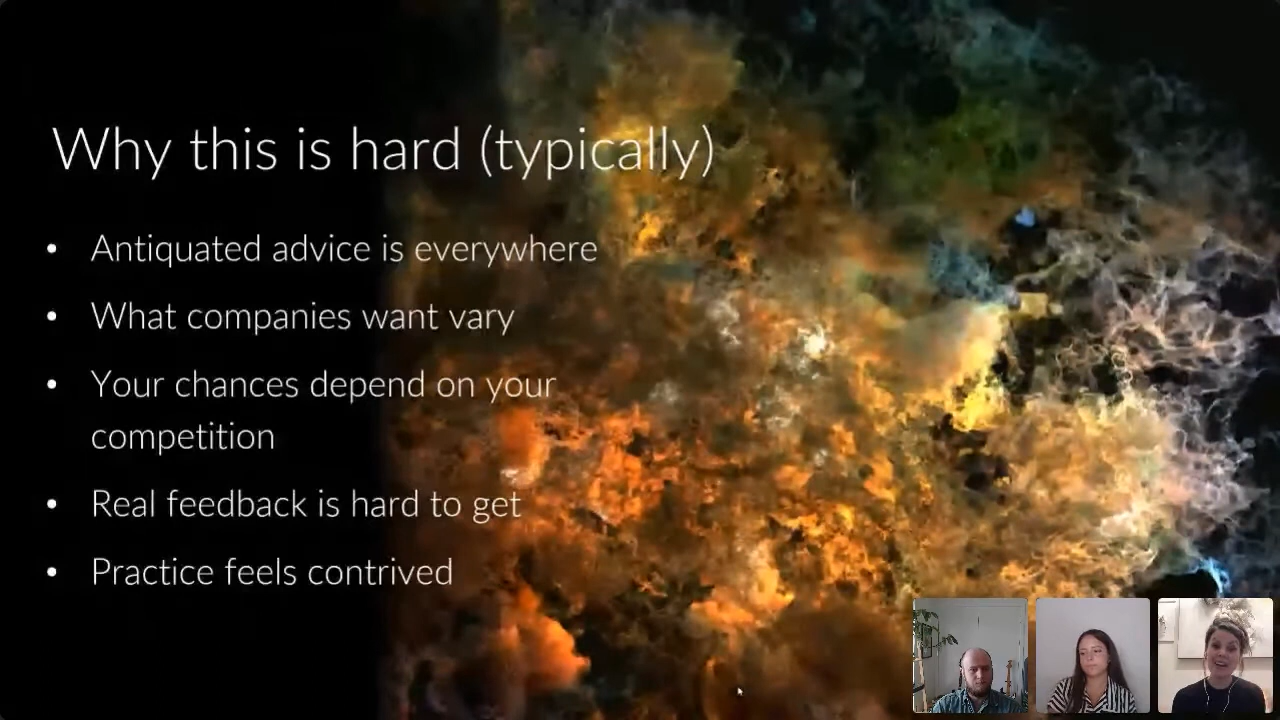 Why this is hard (typically)
• Antiquated advice is everywhere
• What companies want vary
• Your chances depend on your
competition
• Real feedback is hard to get
• Practice feels contrived